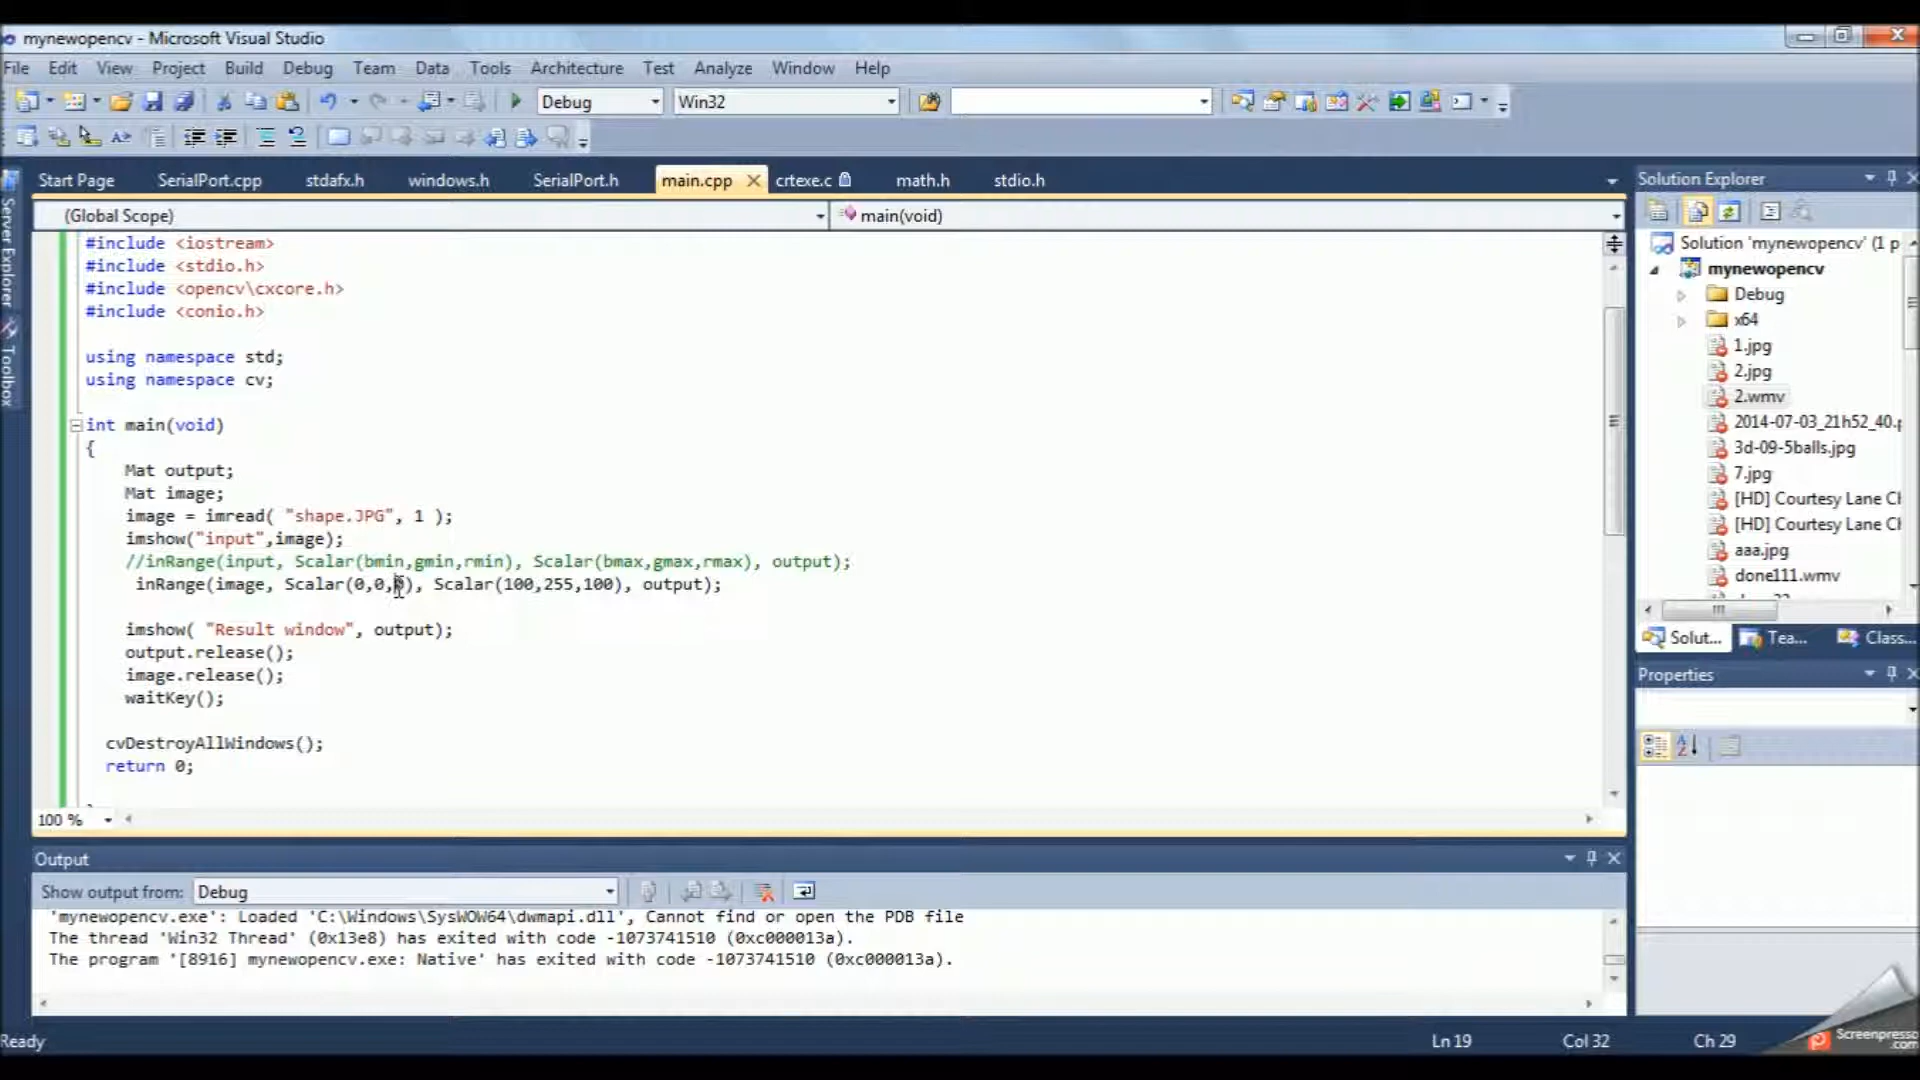 mynewopencv - Microsoft Visual Studio
File Edit View Project Build Debug Team Data Tools Architecture Test Analyze Window Help
Debug Win32
Start Page SerialPort.cpp stdafx.h windows.h SerialPort.h main.cpp crtexe.c math.h stdio.h
(Global Scope) main(void)
#include <iostream>
#include <stdio.h>
#include <opencv\cxcore.h>
#include <conio.h>
using namespace std;
using namespace cv;
int main(void)
{
Mat output;
Mat image;
image = imread( "shape.JPG", 1 );
imshow("input",image);
//inRange(input, Scalar(bmin,gmin,rmin), Scalar(bmax,gmax,rmax), output);
inRange(image, Scalar(0,0,0), Scalar(100,255,100), output);
imshow( "Result window", output);
output.release();
image.release();
waitKey();
cvDestroyAllWindows();
return 0;
100 %
Server Explorer
Toolbox
Solution Explorer
Solution 'mynewopencv' (1 p
mynewopencv
Debug
x64
1.jpg
2.jpg
2.wmv
2014-07-03_21h52_40.p
3d-09-5balls.jpg
7.jpg
[HD] Courtesy Lane Cl
[HD] Courtesy Lane Cl
aaa.jpg
done111.wmv
Solut... Tea... Class...
Properties
Output
Show output from: Debug
'mynewopencv.exe': Loaded 'C:\Windows\SysWOW64\dwmapi.dll', Cannot find or open the PDB file
The thread 'Win32 Thread' (0x13e8) has exited with code -1073741510 (0xc000013a).
The program '[8916] mynewopencv.exe: Native' has exited with code -1073741510 (0xc000013a).
Ready Ln 19 Col 32 Ch 29
Screenpresso
.com